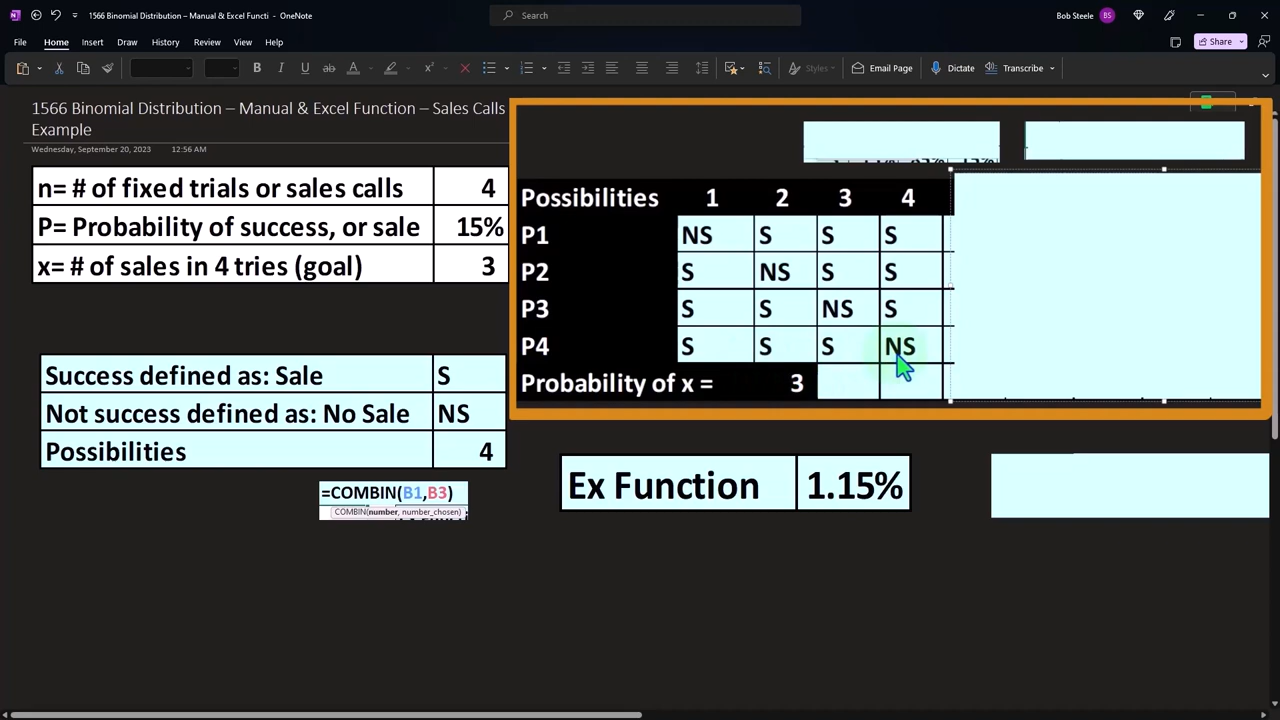 1566 Binomial Distribution – Manual & Excel Functi - OneNote
Search
Bob Steele
BS
File Home Insert Draw History Review View Help
Share
B I U ab A x
Styles
Email Page
Dictate
Transcribe
1566 Binomial Distribution – Manual & Excel Function – Sales Calls
Example
Wednesday, September 20, 2023 12:56 AM
n= # of fixed trials or sales calls 4
P= Probability of success, or sale 15%
x= # of sales in 4 tries (goal) 3
Success defined as: Sale S
Not success defined as: No Sale NS
Possibilities 4
=COMBIN(B1,B3)
COMBIN(number, number_chosen)
Possibilities 1 2 3 4
P1 NS S S S
P2 S NS S S
P3 S S NS S
P4 S S S NS
Probability of x = 3
Ex Function 1.15%